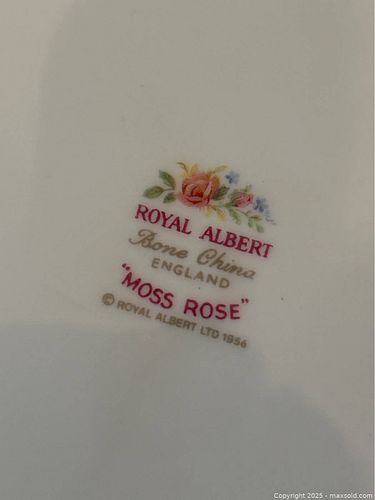 ROYAL ALBERT
Bone China
ENGLAND
"MOSS ROSE"
© ROYAL ALBERT LTD 1956
Copyright 2025 - maxsold.com